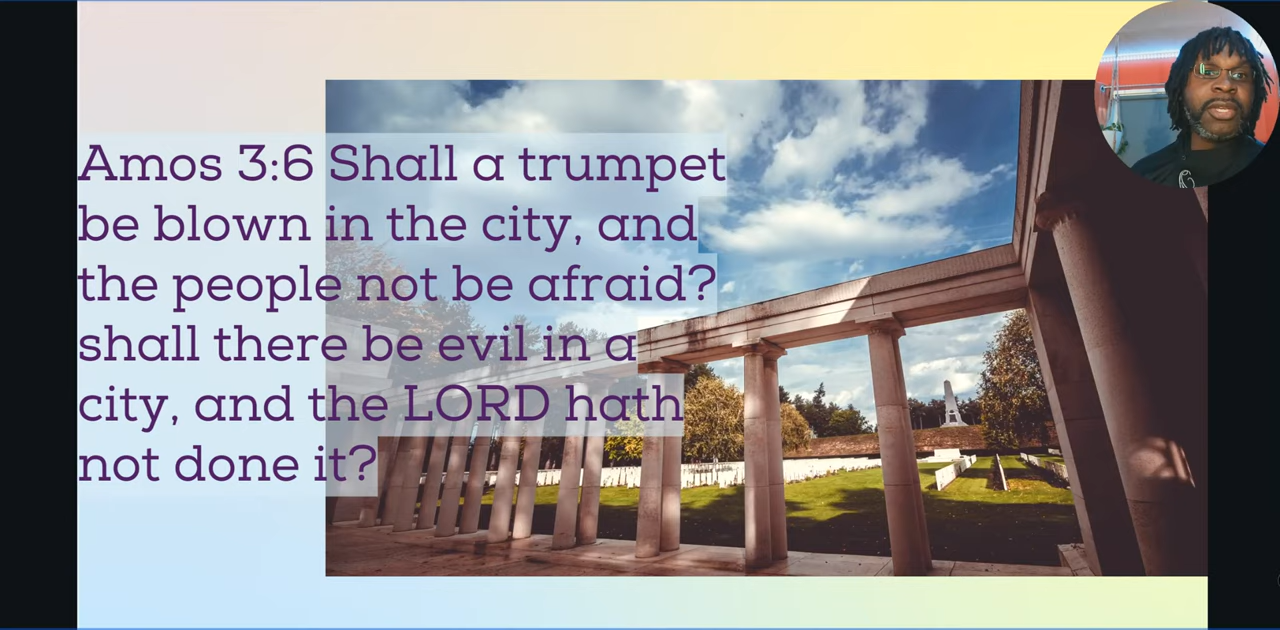 Amos 3:6 Shall a trumpet
be blown in the city, and
the people not be afraid?
shall there be evil in a
city, and the LORD hath
not done it?